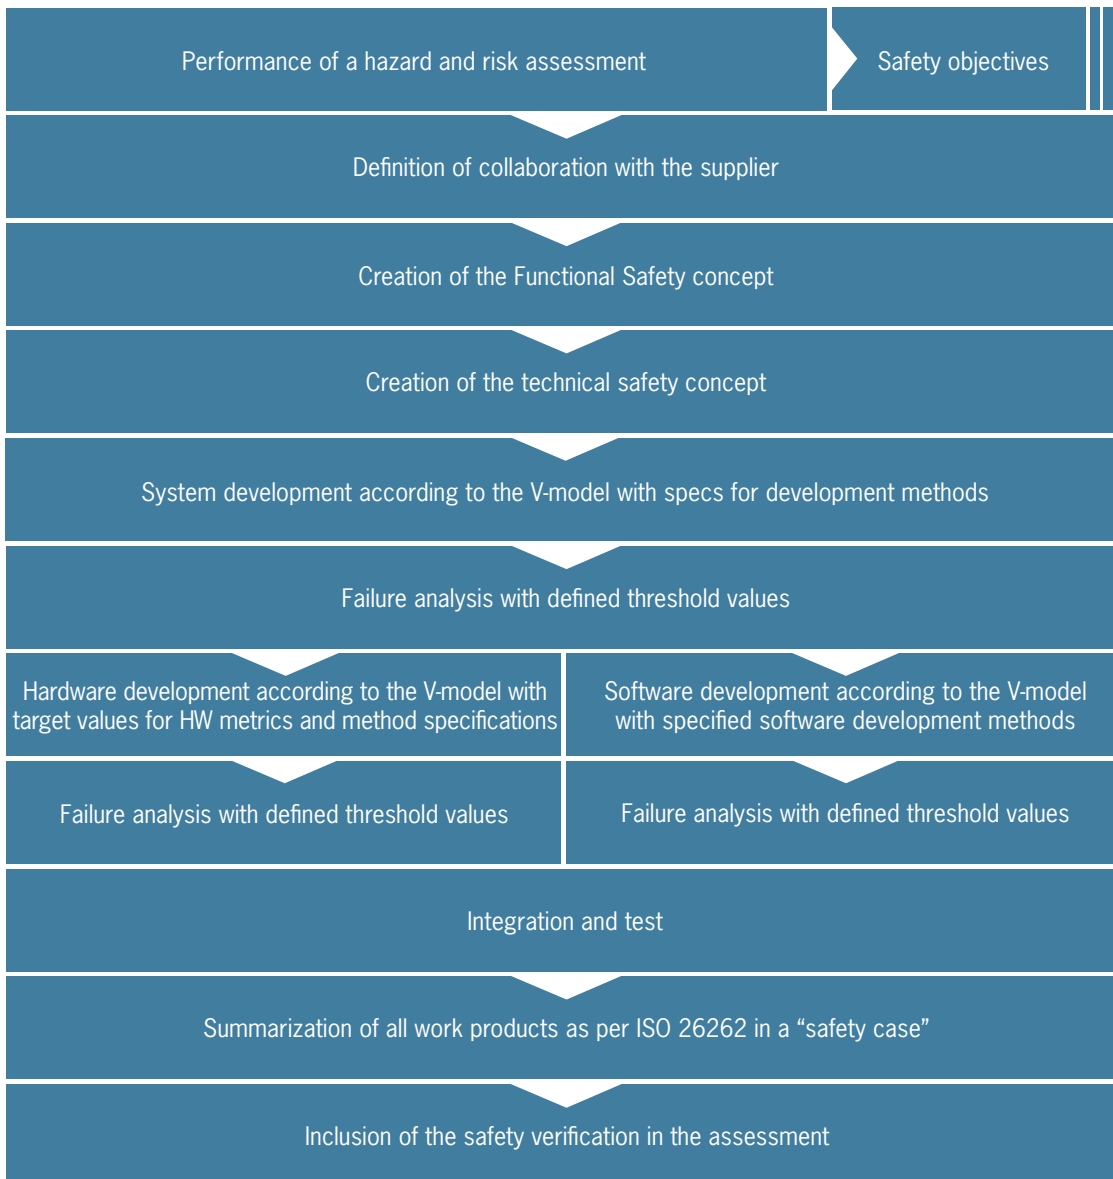 Performance of a hazard and risk assessment
Safety objectives
Definition of collaboration with the supplier
Creation of the Functional Safety concept
Creation of the technical safety concept
System development according to the V-model with specs for development methods
Failure analysis with defined threshold values
Hardware development according to the V-model with
target values for HW metrics and method specifications
Software development according to the V-model
with specified software development methods
Failure analysis with defined threshold values
Failure analysis with defined threshold values
Integration and test
Summarization of all work products as per ISO 26262 in a “safety case”
Inclusion of the safety verification in the assessment